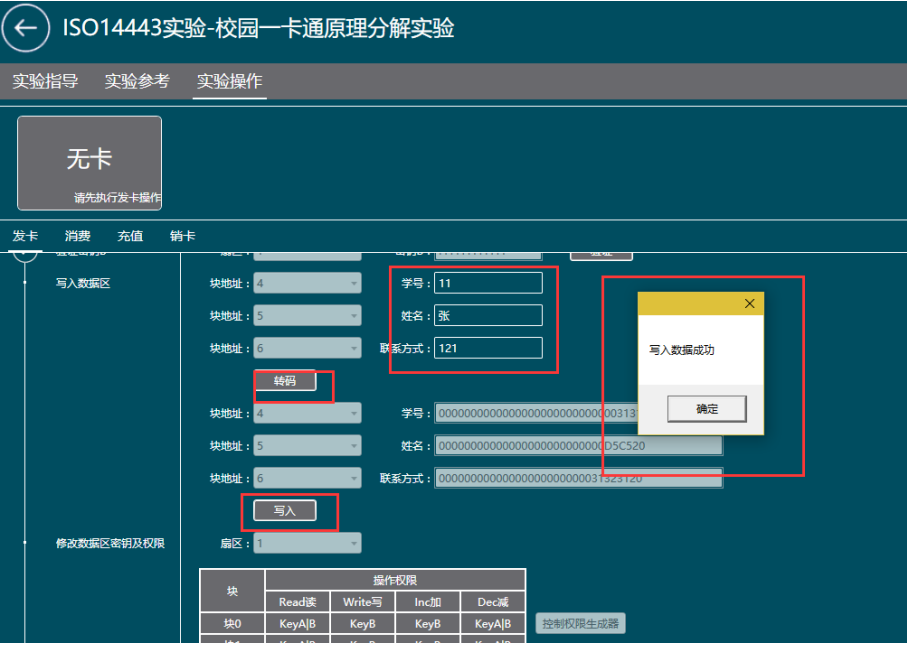 ISO14443实验-校园一卡通原理分解实验
实验指导 实验参考 实验操作
无卡
请先执行发卡操作
发卡 消费 充值 销卡
写入数据区 块地址: 4 学号: 11
块地址: 5 姓名: 张
块地址: 6 联系方式: 121
转码
写入数据成功
确定
块地址: 4 学号:
块地址: 5 姓名:
块地址: 6 联系方式:
写入
修改数据区密钥及权限 扇区: 1
块 操作权限
Read读 Write写 Inc加 Dec减
块0 KeyA|B KeyB KeyB KeyA|B 控制权限生成器